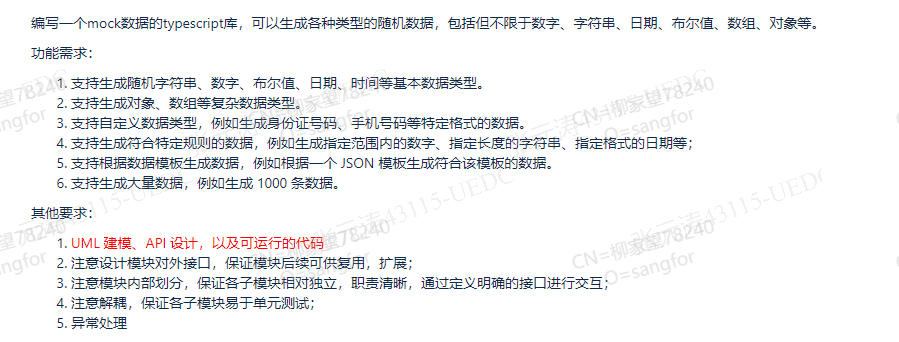 编写一个mock数据的typescript库，可以生成各种类型的随机数据，包括但不限于数字、字符串、日期、布尔值、数组、对象等。
功能需求：
1. 支持生成随机字符串、数字、布尔值、日期、时间等基本数据类型。
2. 支持生成对象、数组等复杂数据类型。
3. 支持自定义数据类型，例如生成身份证号码、手机号码等特定格式的数据。
4. 支持生成符合特定规则的数据，例如生成指定范围内的数字、指定长度的字符串、指定格式的日期等；
5. 支持根据数据模板生成数据，例如根据一个 JSON 模板生成符合该模板的数据。
6. 支持生成大量数据，例如生成 1000 条数据。
其他要求：
1. UML 建模、API 设计，以及可运行的代码
2. 注意设计模块对外接口，保证模块后续可供复用，扩展；
3. 注意模块内部划分，保证各子模块相对独立，职责清晰，通过定义明确的接口进行交互；
4. 注意解耦，保证各子模块易于单元测试；
5. 异常处理
CN=柳家望78240
O=sangfor
CN=柳家望78240
O=sangfor